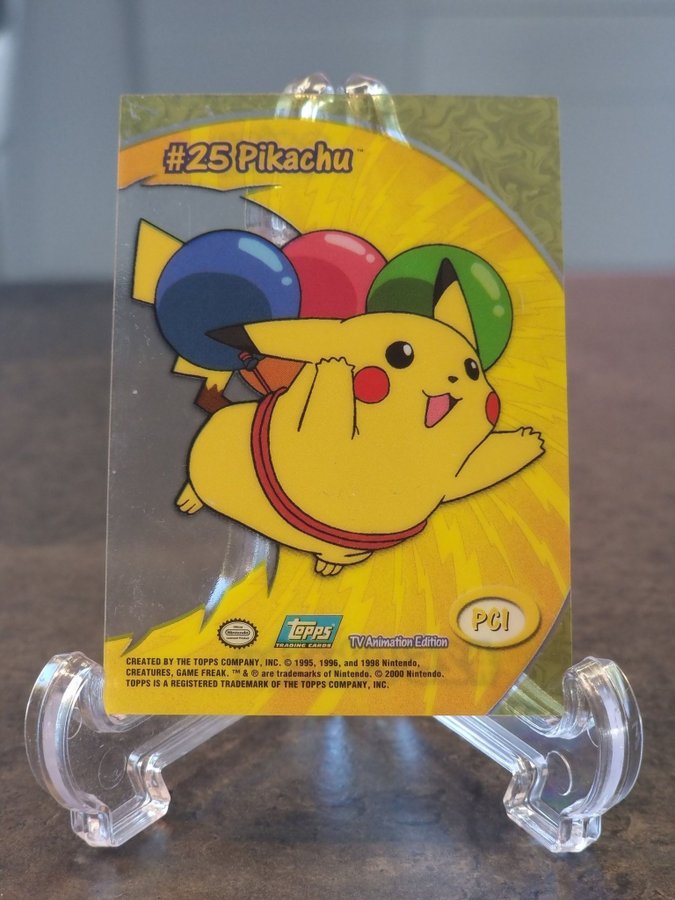 #25 Pikachu™
Nintendo
Topps®
TRADING CARDS
TV Animation Edition
PC1
CREATED BY THE TOPPS COMPANY, INC. © 1995, 1996, and 1998 Nintendo,
CREATURES, GAME FREAK. ™ & ® are trademarks of Nintendo. © 2000 Nintendo.
TOPPS IS A REGISTERED TRADEMARK OF THE TOPPS COMPANY, INC.